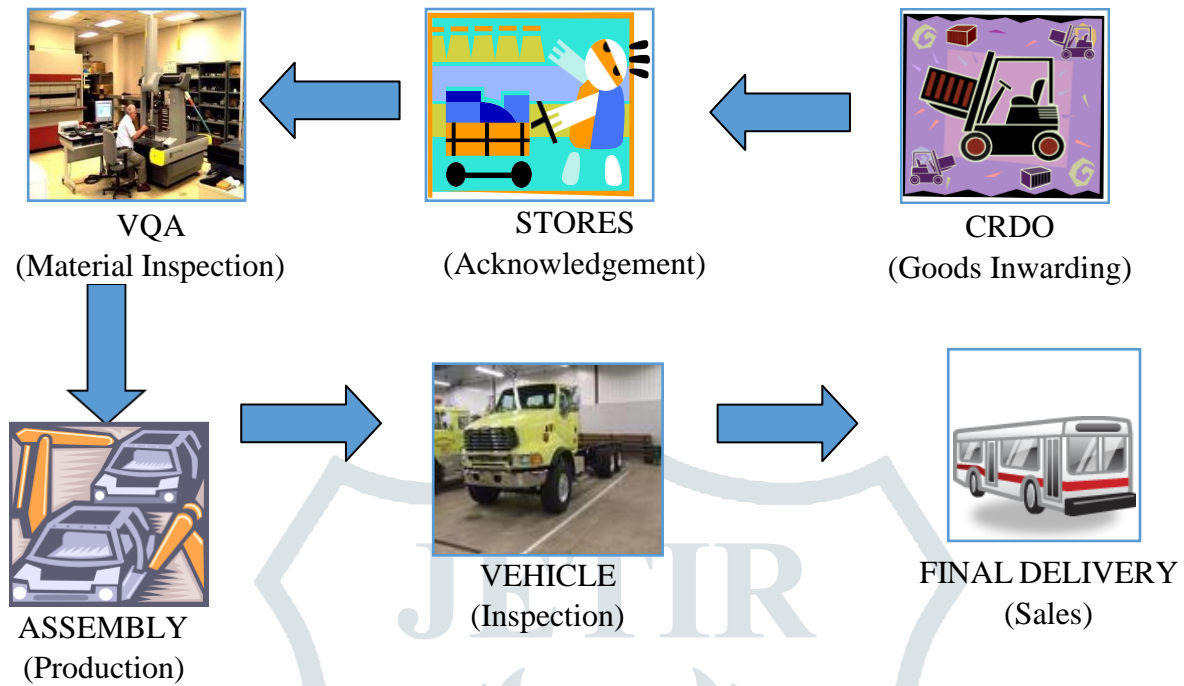 VQA
(Material Inspection)
STORES
(Acknowledgement)
CRDO
(Goods Inwarding)
ASSEMBLY
(Production)
VEHICLE
(Inspection)
FINAL DELIVERY
(Sales)
JETIR